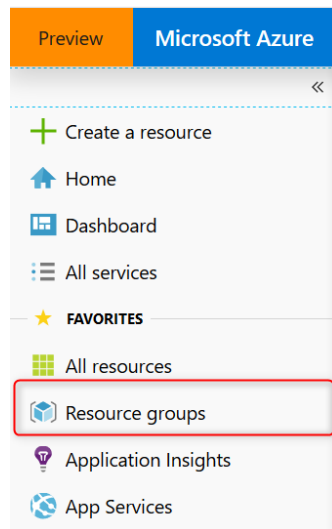 Preview Microsoft Azure
«
Create a resource
Home
Dashboard
All services
FAVORITES
All resources
Resource groups
Application Insights
App Services